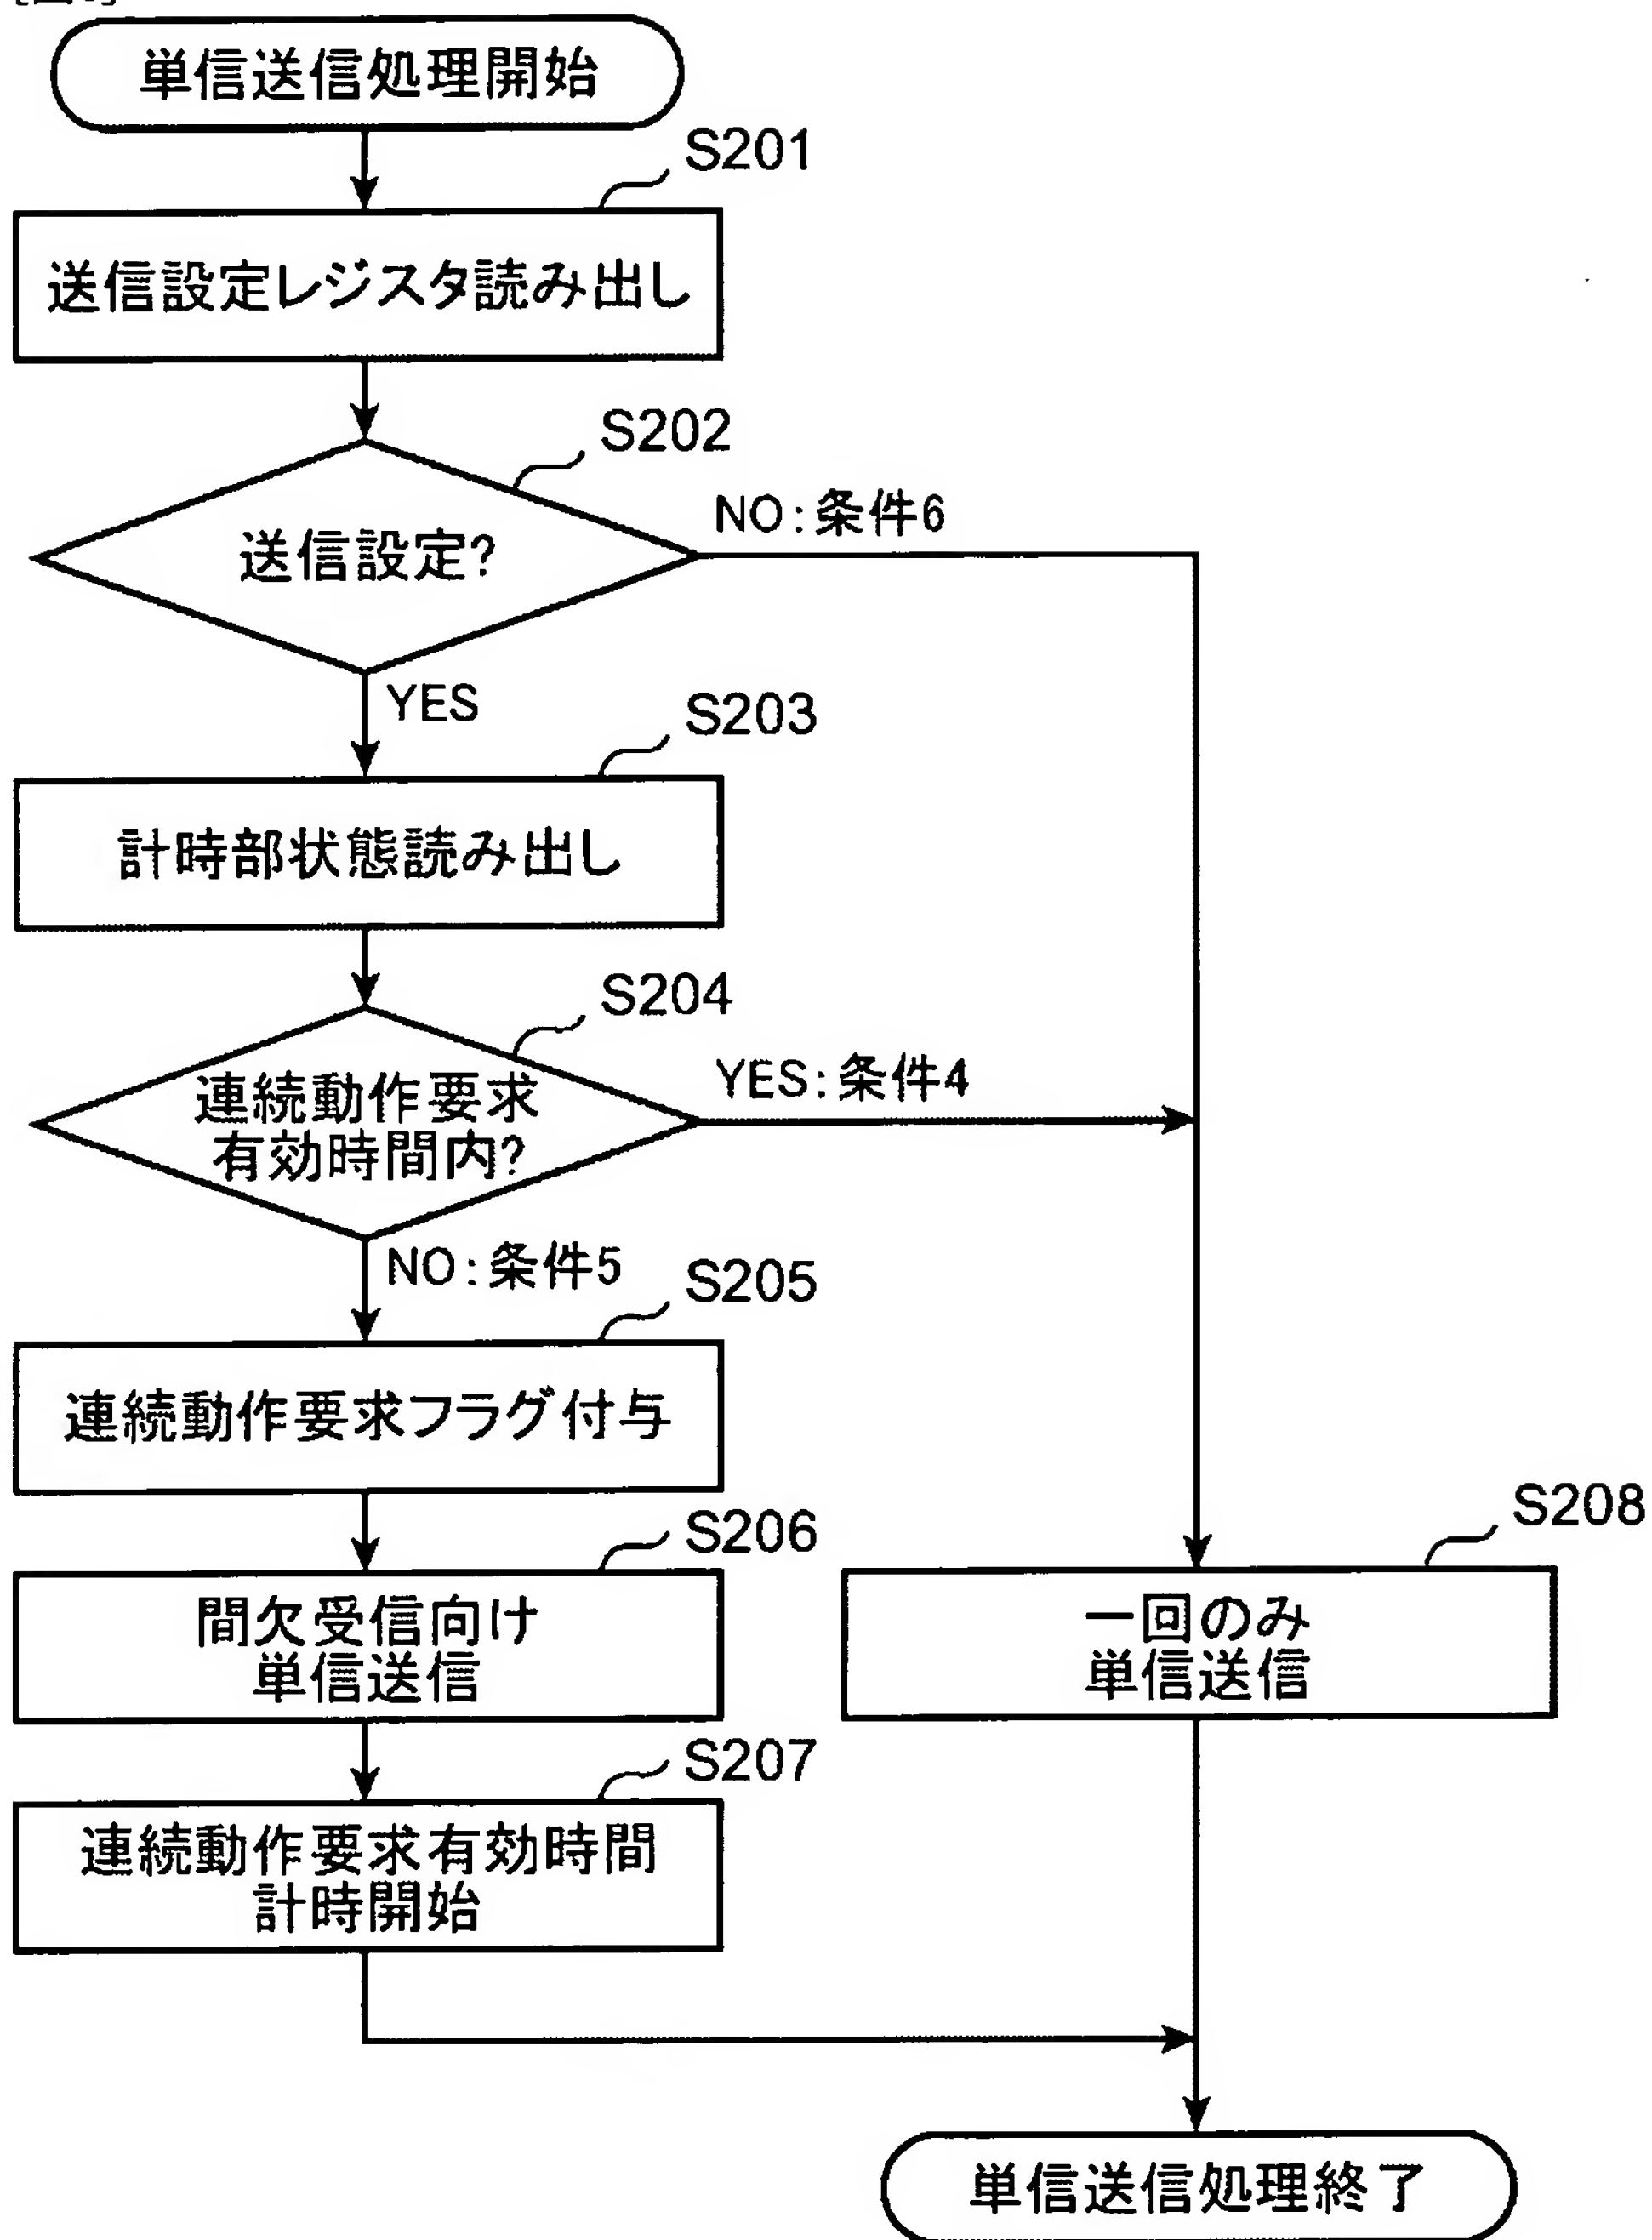 単信送信処理開始
S201
送信設定レジスタ読み出し
S202
送信設定?
NO:条件6
YES
S203
計時部状態読み出し
S204
連続動作要求
有効時間内?
YES:条件4
NO:条件5
S205
連続動作要求フラグ付与
S206
間欠受信向け
単信送信
S208
一回のみ
単信送信
S207
連続動作要求有効時間
計時開始
単信送信処理終了